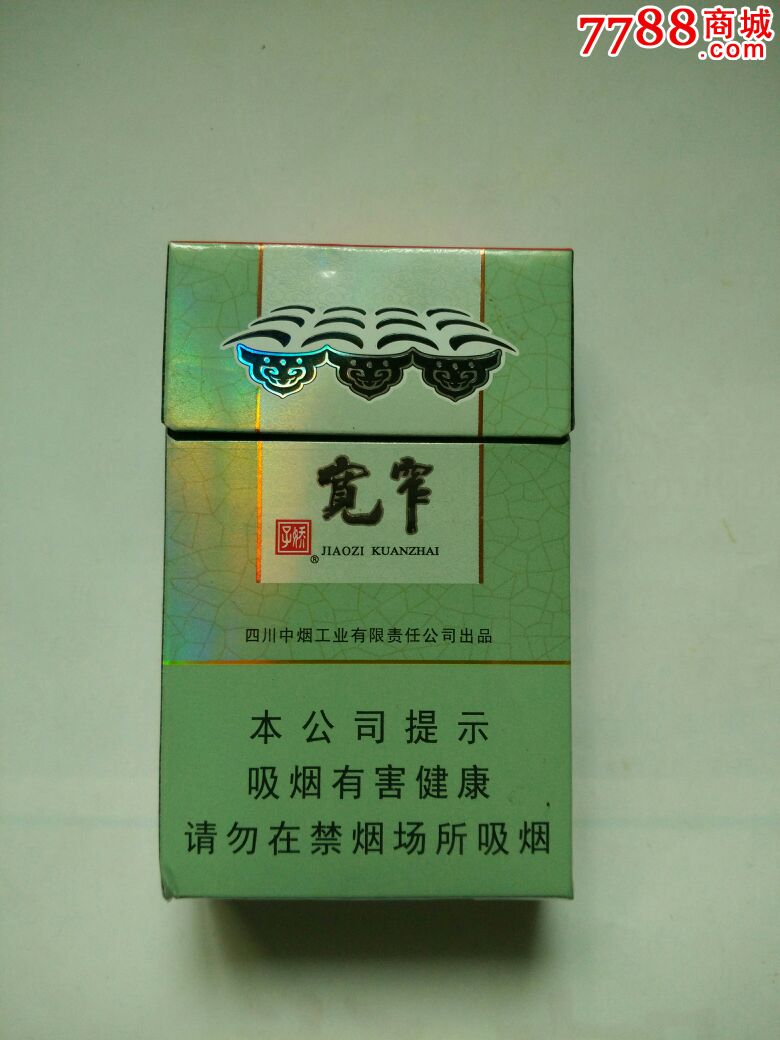 7788商城
.com
宽窄
娇子
® JIAOZI KUANZHAI
四川中烟工业有限责任公司出品
本公司提示
吸烟有害健康
请勿在禁烟场所吸烟